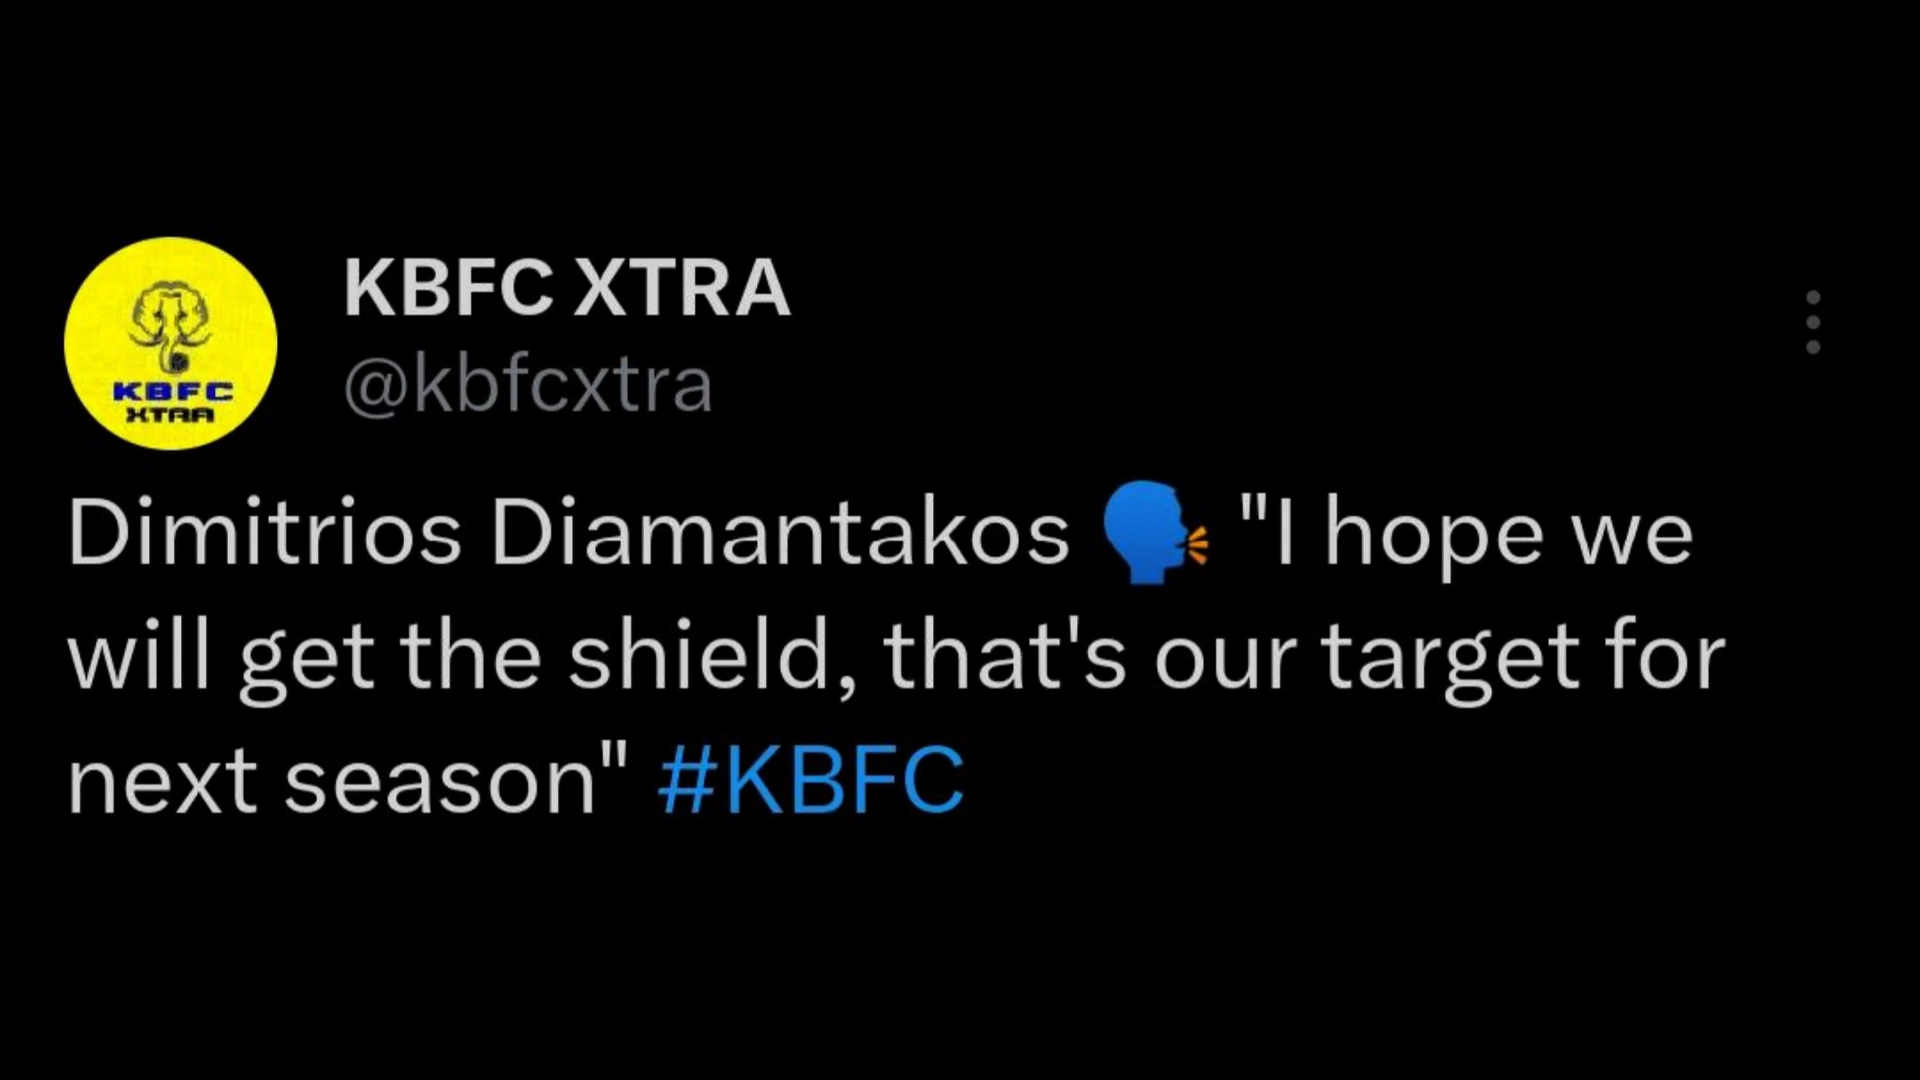 KBFC
XTRA
KBFC XTRA
@kbfcxtra
Dimitrios Diamantakos 🗣️ "I hope we
will get the shield, that's our target for
next season" #KBFC